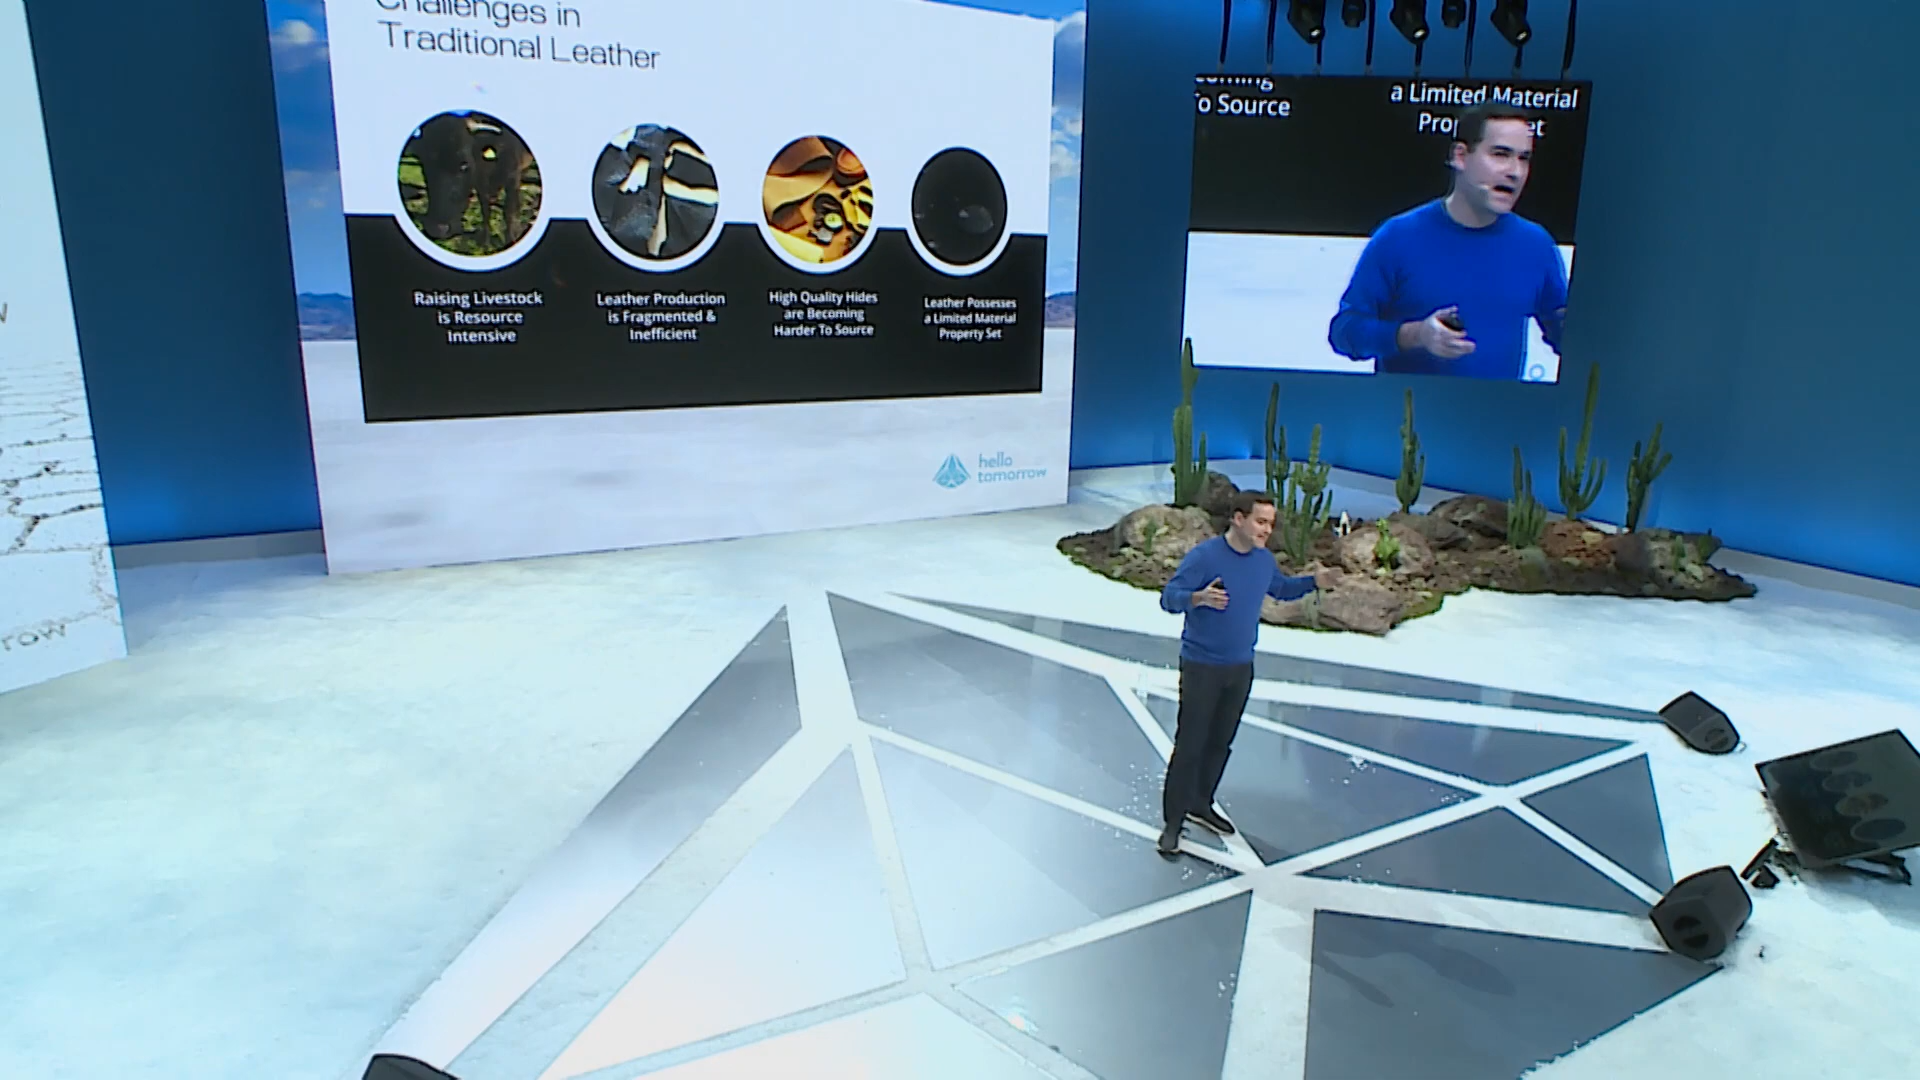 Challenges in
Traditional Leather
Raising Livestock
is Resource
Intensive
Leather Production
is Fragmented &
Inefficient
High Quality Hides
are Becoming
Harder To Source
Leather Possesses
a Limited Material
Property Set
hello
tomorrow
To Source
a Limited Material
row